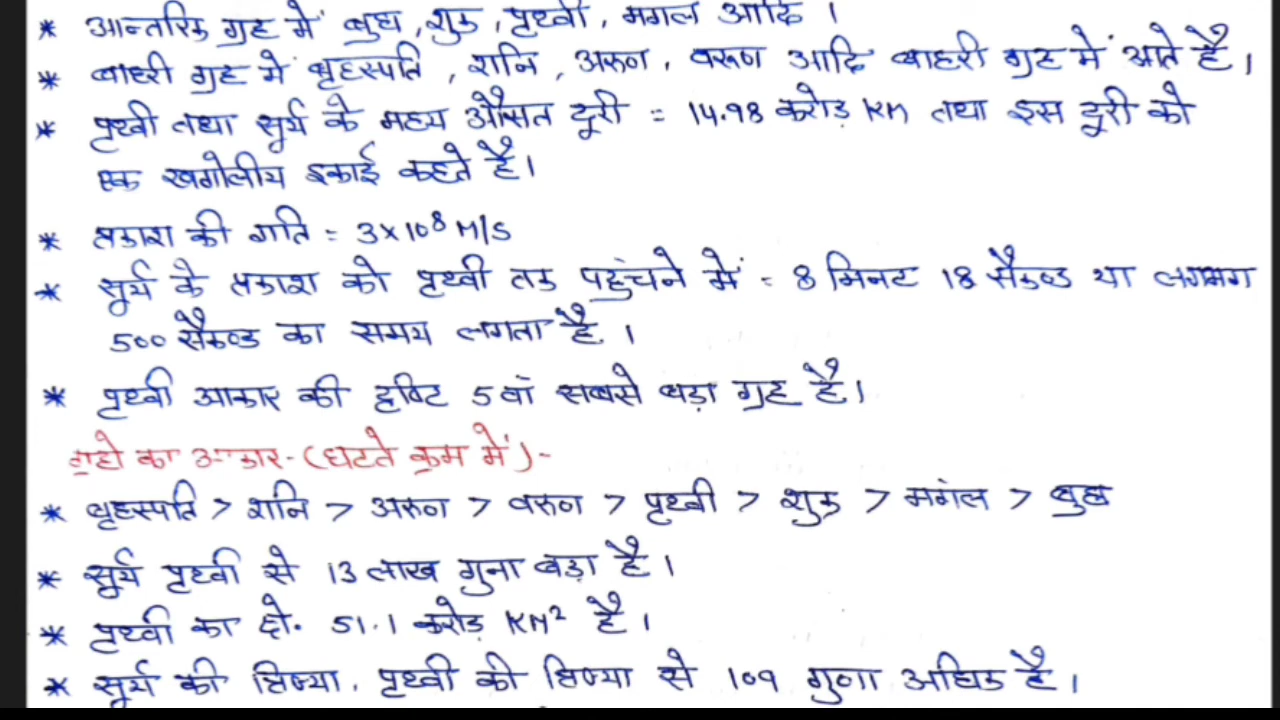 * आन्तरिक ग्रह में बुध, शुक्र, पृथ्वी, मगल आदि ।
* बाहरी ग्रह में बृहस्पति, शनि, अरुण, वरुण आदि बाहरी ग्रह में आते है ।
* पृथ्वी तथा सूर्य के मध्य औसत दूरी = 14.98 करोड़ KM तथा इस दूरी को
एक खगोलीय इकाई कहते है।
* प्रकाश की गति = 3×10⁸ M/S
* सूर्य के प्रकाश को पृथ्वी तक पहुंचने में = 8 मिनट 18 सैकण्ड या लगभग
500 सैकण्ड का समय लगता है ।
* पृथ्वी आकार की दृष्टि 5 वां सबसे बड़ा ग्रह है।
ग्रहो का आकार-(घटते क्रम में)-
* बृहस्पति > शनि > अरुण > वरुण > पृथ्वी > शुक्र > मगंल > बुध
* सूर्य पृथ्वी से 13 लाख गुना बड़ा है ।
* पृथ्वी का क्षे. 51.1 करोड़ KM² है ।
* सूर्य की त्रिज्या, पृथ्वी की त्रिज्या से 109 गुणा अधिक है ।